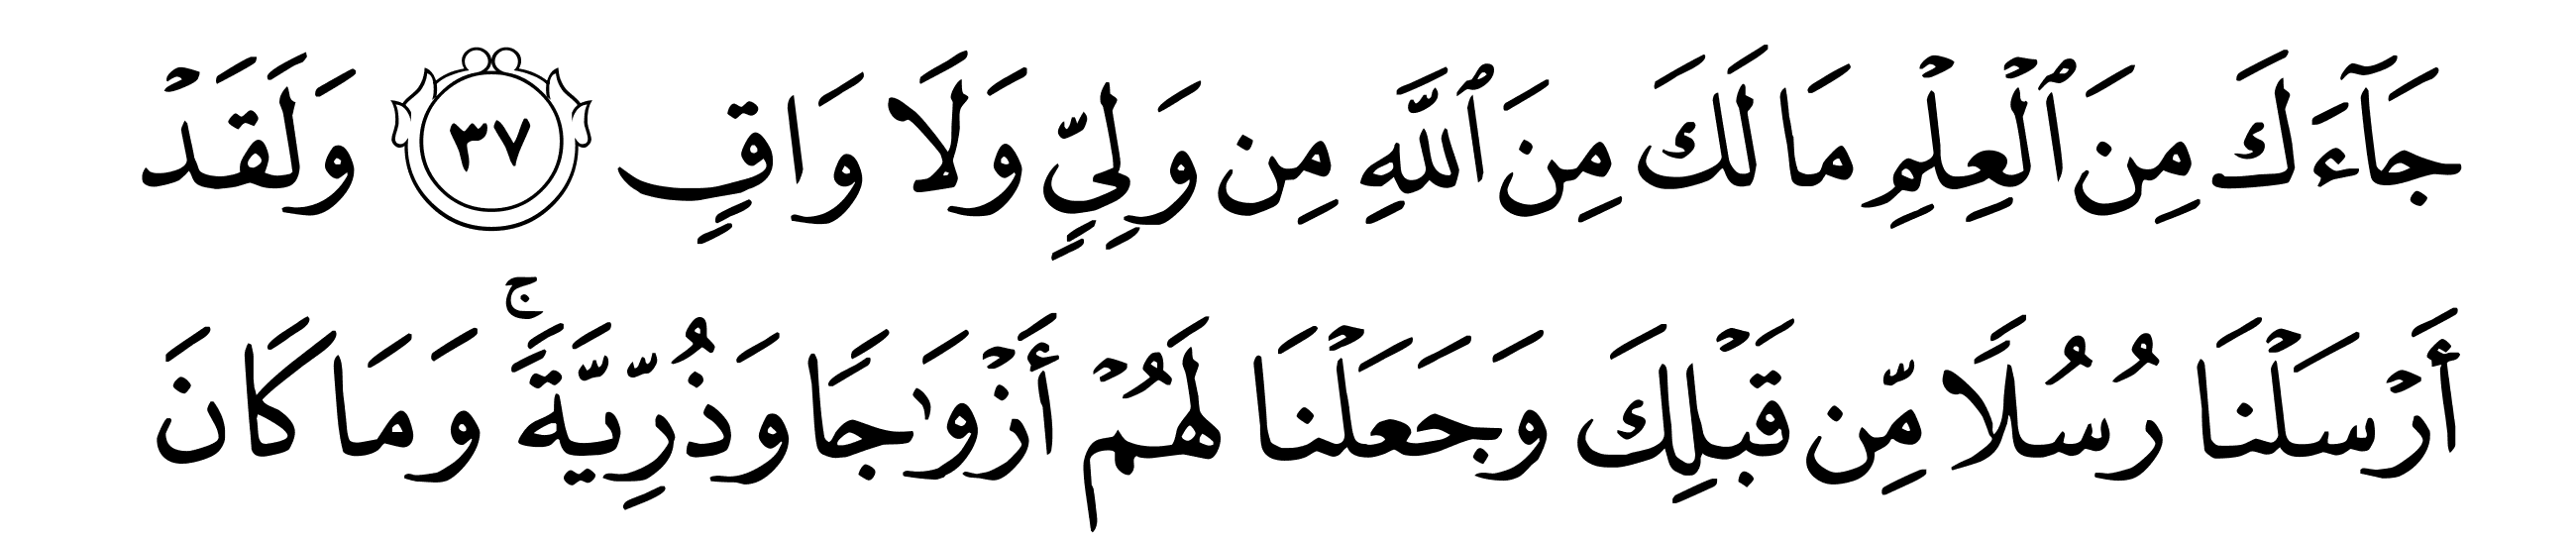 جَآءَكَ مِنَ ٱلۡعِلۡمِ مَا لَكَ مِنَ ٱللَّهِ مِن وَلِيّٖ وَلَا وَاقٖ ٣٧ وَلَقَدۡ
أَرۡسَلۡنَا رُسُلٗا مِّن قَبۡلِكَ وَجَعَلۡنَا لَهُمۡ أَزۡوَٰجٗا وَذُرِّيَّةٗۚ وَمَا كَانَ